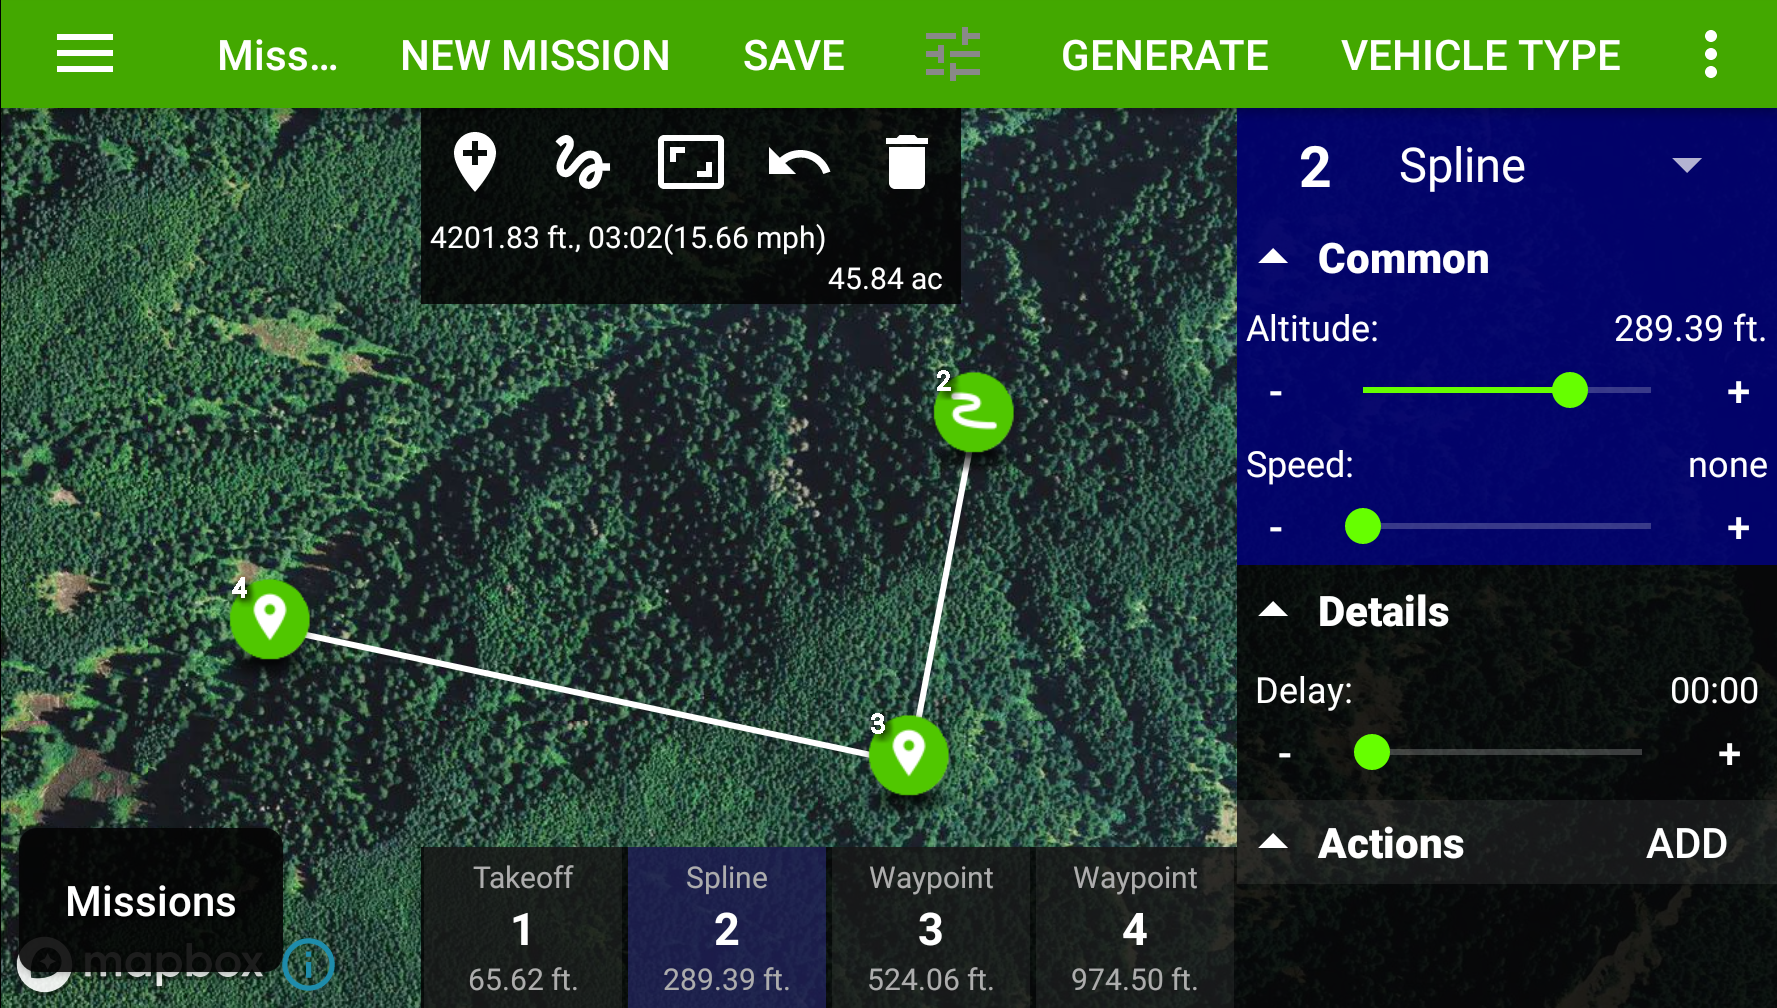 Miss... NEW MISSION SAVE GENERATE VEHICLE TYPE
4201.83 ft., 03:02(15.66 mph)
45.84 ac
2
4
3
2 Spline
Common
Altitude: 289.39 ft.
- +
Speed: none
- +
Details
Delay: 00:00
- +
Actions ADD
Missions
mapbox
Takeoff
1
65.62 ft.
Spline
2
289.39 ft.
Waypoint
3
524.06 ft.
Waypoint
4
974.50 ft.